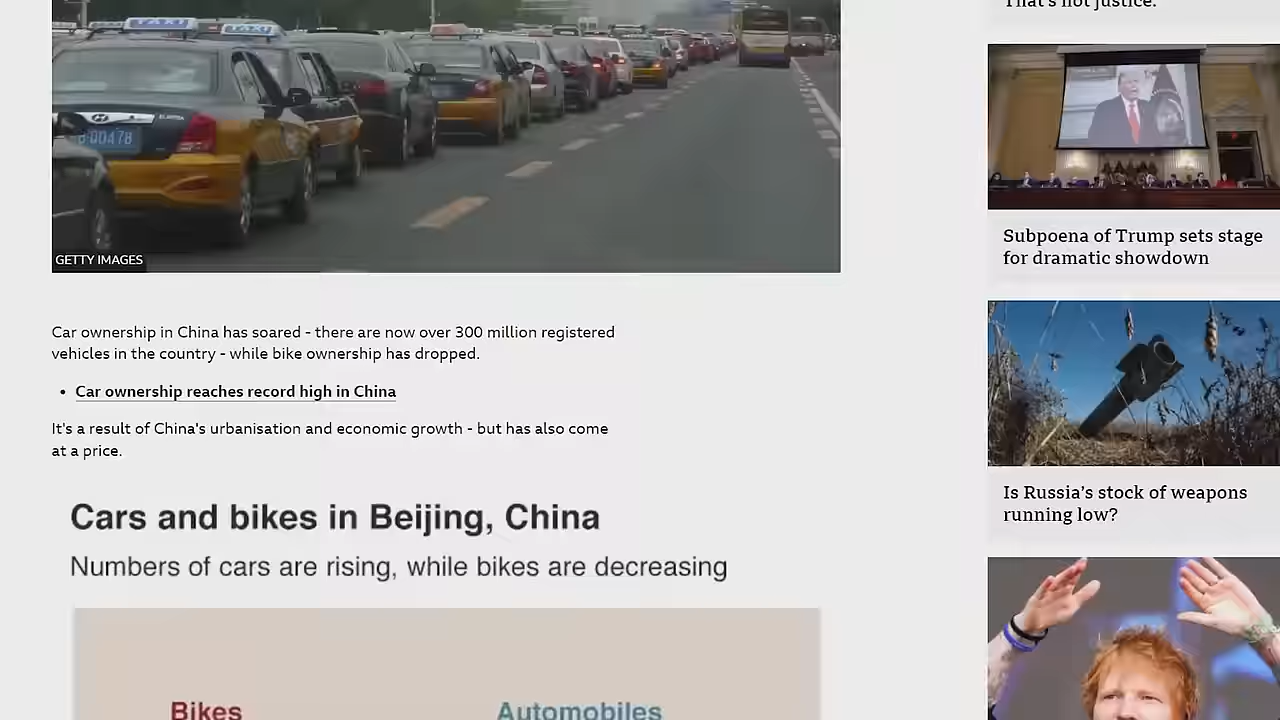 TAXI
TAXI
ELANTRA
B·Q0A78
GETTY IMAGES
Car ownership in China has soared - there are now over 300 million registered
vehicles in the country - while bike ownership has dropped.
• Car ownership reaches record high in China
It's a result of China's urbanisation and economic growth - but has also come
at a price.
Cars and bikes in Beijing, China
Numbers of cars are rising, while bikes are decreasing
Bikes
Automobiles
That's not justice.
Subpoena of Trump sets stage
for dramatic showdown
Is Russia's stock of weapons
running low?